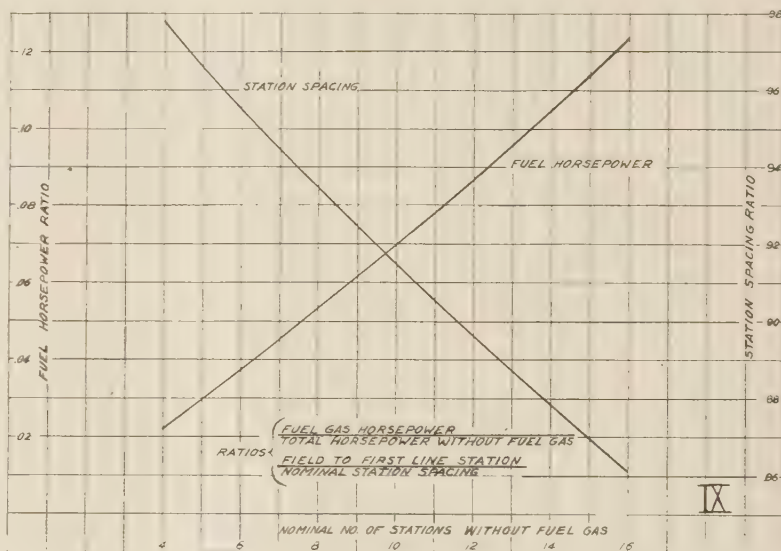 .98
.12
STATION SPACING
.96
.10
FUEL HORSEPOWER
.94
FUEL HORSEPOWER RATIO
.08
STATION SPACING RATIO
.92
.06
.90
.04
.88
.02
RATIOS
FUEL GAS HORSEPOWER
TOTAL HORSEPOWER WITHOUT FUEL GAS
FIELD TO FIRST LINE STATION
NOMINAL STATION SPACING
.86
IX
NOMINAL NO. OF STATIONS WITHOUT FUEL GAS
4 6 8 10 12 14 16